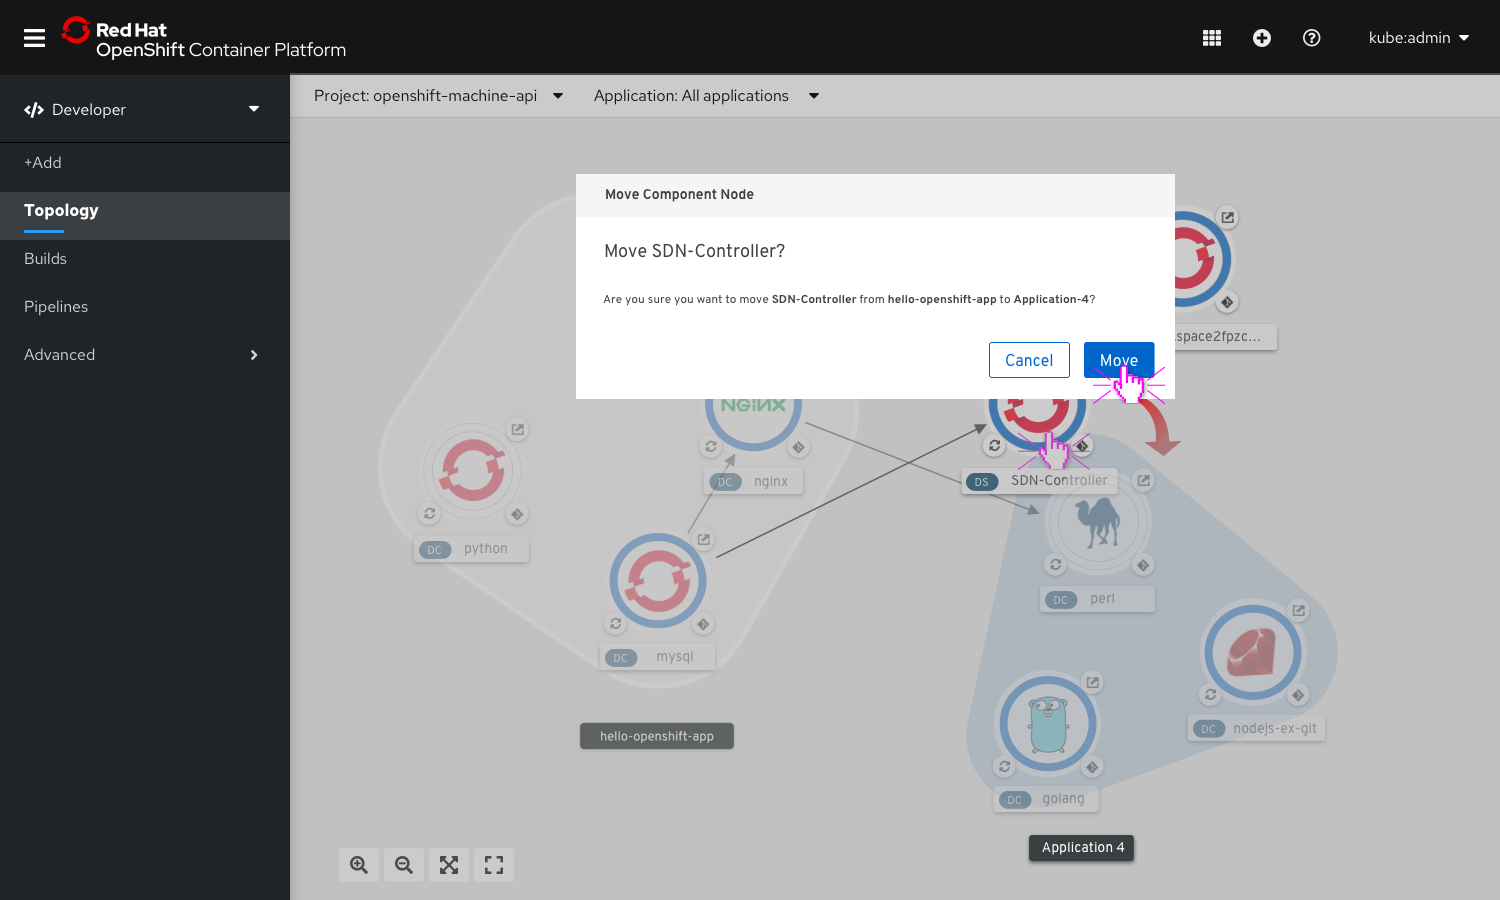 Red Hat
OpenShift Container Platform
kube:admin
Developer
Project: openshift-machine-api
Application: All applications
+Add
Topology
Builds
Pipelines
Advanced
Move Component Node
Move SDN-Controller?
Are you sure you want to move SDN-Controller from hello-openshift-app to Application-4?
Cancel
Move
space2fpzc...
NGiNX
DC nginx
DS SDN-Controller
DC python
DC perl
DC mysql
DC nodejs-ex-git
hello-openshift-app
DC golang
Application 4